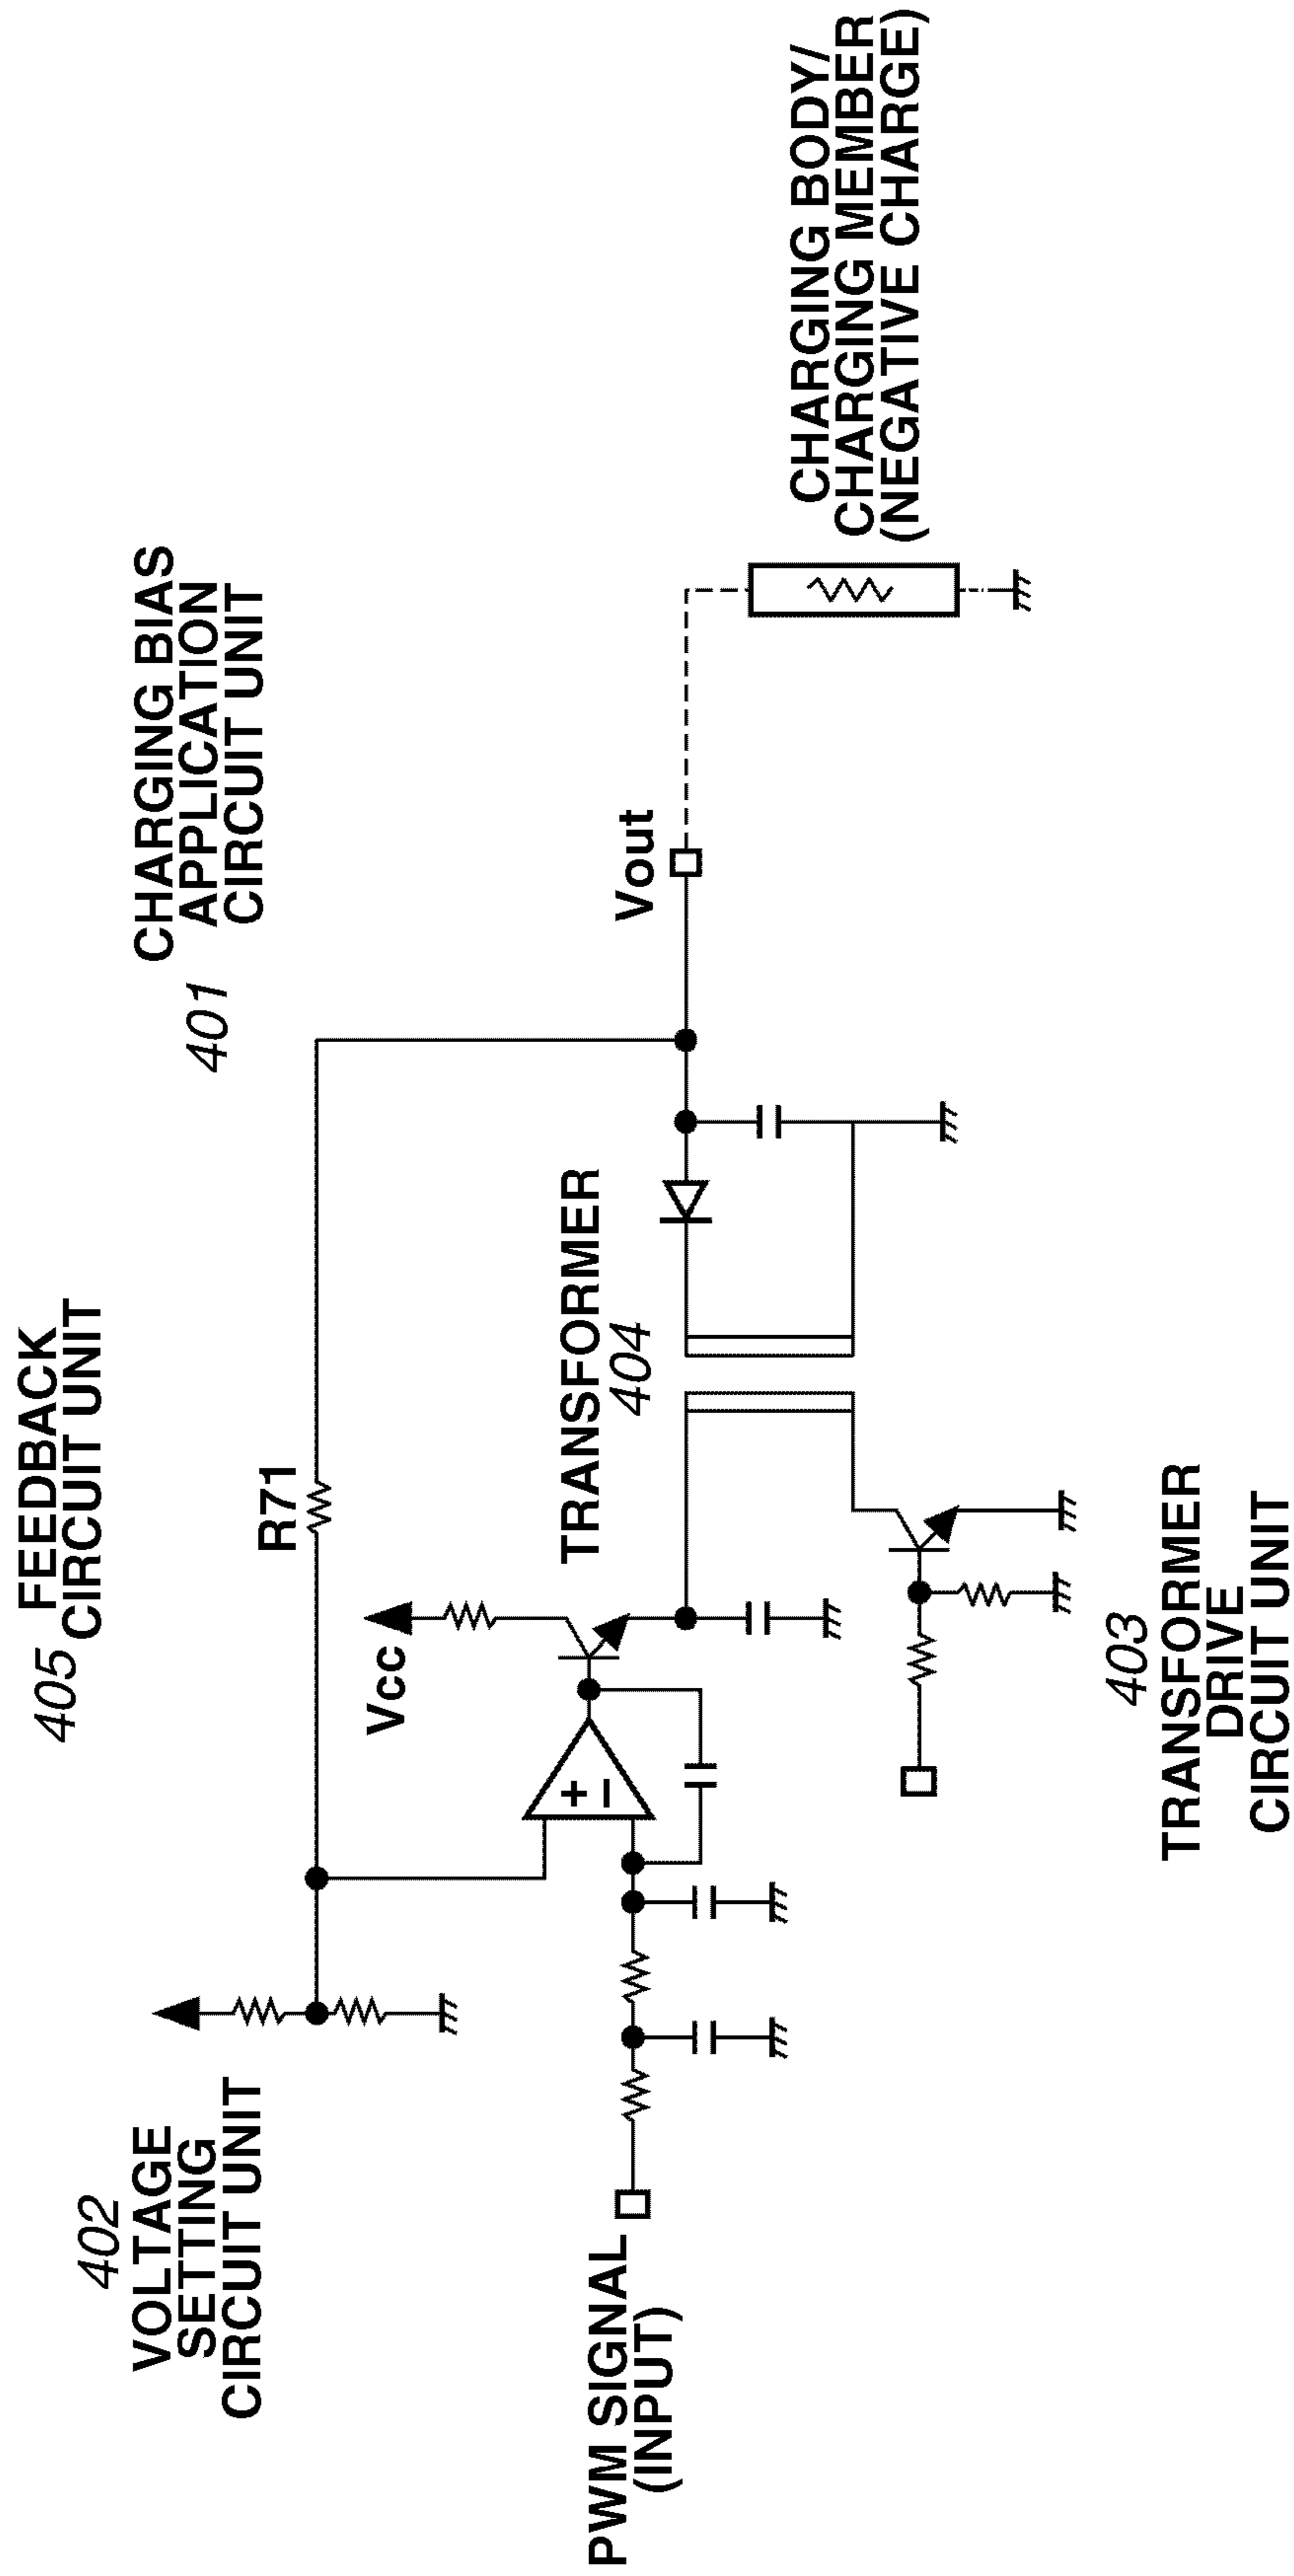 405 FEEDBACK
CIRCUIT UNIT
402
VOLTAGE
SETTING
CIRCUIT UNIT
401
CHARGING BIAS
APPLICATION
CIRCUIT UNIT
R71
Vcc
TRANSFORMER
404
Vout
PWM SIGNAL
(INPUT)
+
−
CHARGING BODY/
CHARGING MEMBER
(NEGATIVE CHARGE)
403
TRANSFORMER
DRIVE
CIRCUIT UNIT